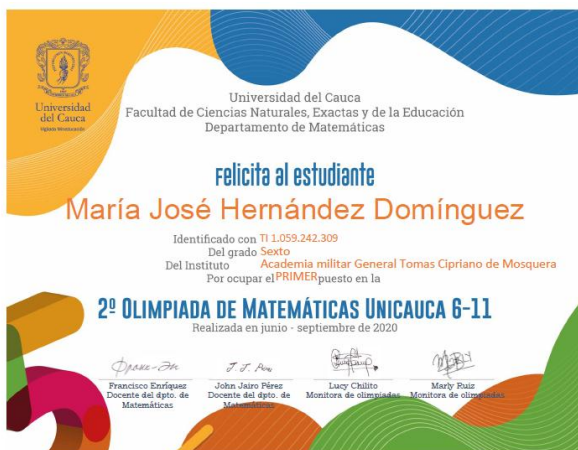 Universidad
del Cauca
Universidad del Cauca
Facultad de Ciencias Naturales, Exactas y de la Educación
Departamento de Matemáticas
Felicita al estudiante
María José Hernández Domínguez
Identificado con TI 1.059.242.309
Del grado Sexto
Del Instituto Academia militar General Tomas Cipriano de Mosquera
Por ocupar el PRIMER puesto en la
2º OLIMPIADA DE MATEMÁTICAS UNICAUCA 6-11
Realizada en junio - septiembre de 2020
Francisco Enríquez
Docente del dpto. de
Matemáticas
John Jairo Pérez
Docente del dpto. de
Matemáticas
Lucy Chilito
Monitora de olimpiadas
Marly Ruiz
Monitora de olimpiadas